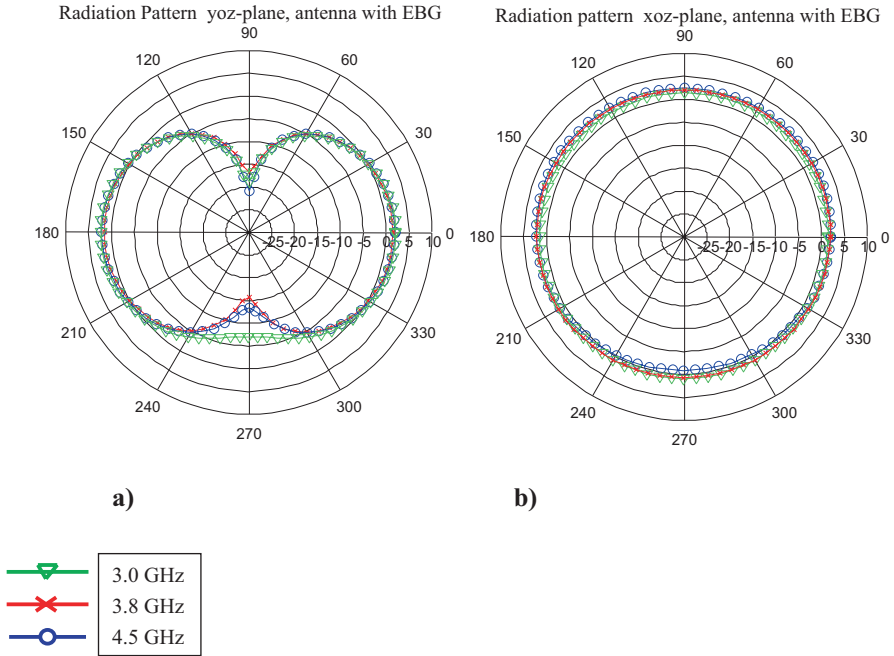 Radiation Pattern yoz-plane, antenna with EBG
90
120
60
150
30
180
-25-20-15-10 -5 0 5 10
0
210
330
240
300
270
Radiation pattern xoz-plane, antenna with EBG
90
120
60
150
30
180
-25-20-15-10 -5 0 5 10
0
210
330
240
300
270
a)
b)
3.0 GHz
3.8 GHz
4.5 GHz